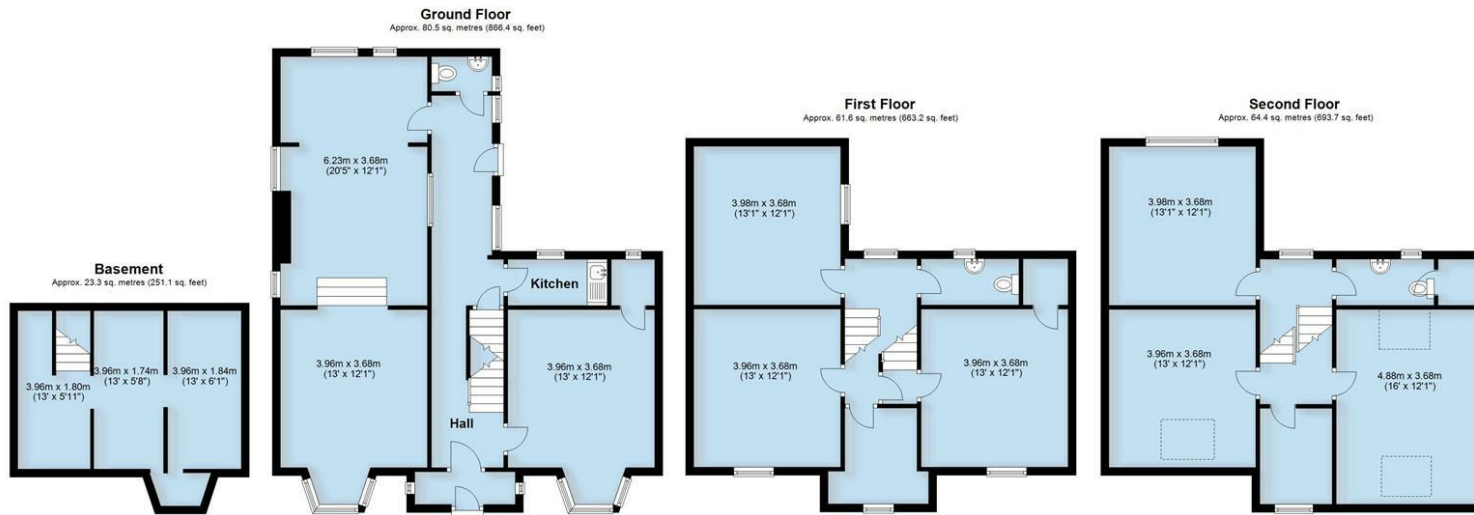 Basement
Approx. 23.3 sq. metres (251.1 sq. feet)
3.96m x 1.80m
(13' x 5'11")
3.96m x 1.74m
(13' x 5'8")
3.96m x 1.84m
(13' x 6'1")
Ground Floor
Approx. 80.5 sq. metres (866.4 sq. feet)
6.23m x 3.68m
(20'5" x 12'1")
Kitchen
3.96m x 3.68m
(13' x 12'1")
3.96m x 3.68m
(13' x 12'1")
Hall
First Floor
Approx. 61.6 sq. metres (663.2 sq. feet)
3.98m x 3.68m
(13'1" x 12'1")
3.96m x 3.68m
(13' x 12'1")
3.96m x 3.68m
(13' x 12'1")
Second Floor
Approx. 64.4 sq. metres (693.7 sq. feet)
3.98m x 3.68m
(13'1" x 12'1")
3.96m x 3.68m
(13' x 12'1")
4.88m x 3.68m
(16' x 12'1")